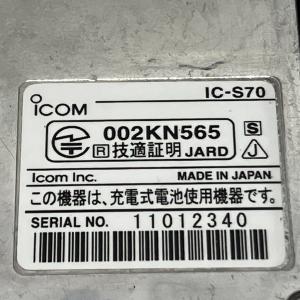 ICOM IC-S70
002KN565 S
R 技適証明 JARD J
Icom Inc. MADE IN JAPAN
この機器は、充電式電池使用機器です。
SERIAL NO. 11012340